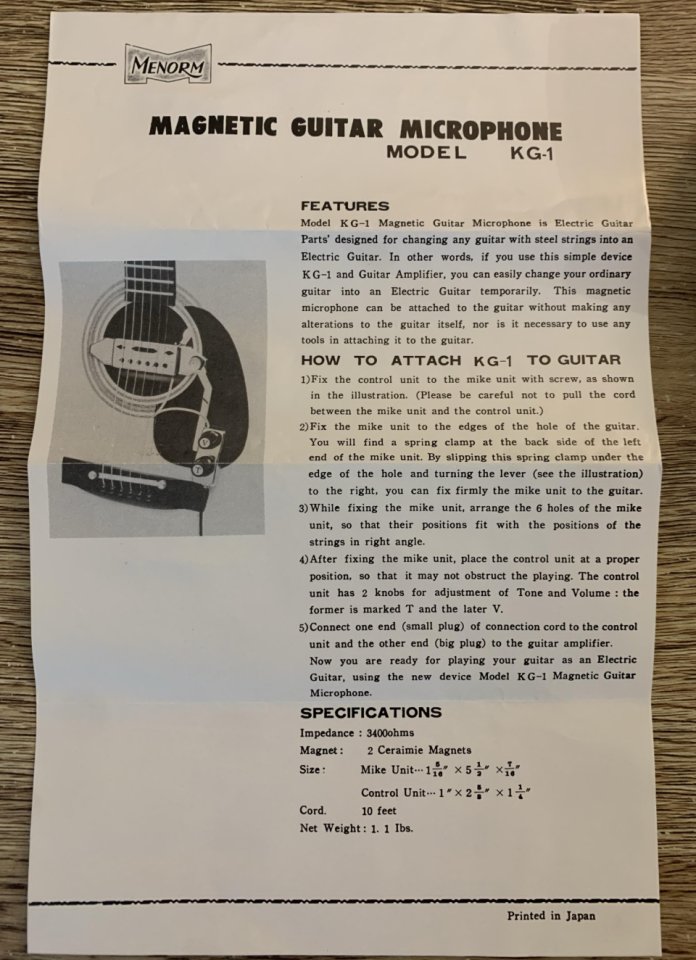 MENORM
MAGNETIC GUITAR MICROPHONE
MODEL KG-1
FEATURES
Model KG-1 Magnetic Guitar Microphone is Electric Guitar
Parts' designed for changing any guitar with steel strings into an
Electric Guitar. In other words, if you use this simple device
KG-1 and Guitar Amplifier, you can easily change your ordinary
guitar into an Electric Guitar temporarily. This magnetic
microphone can be attached to the guitar without making any
alterations to the guitar itself, nor is it necessary to use any
tools in attaching it to the guitar.
HOW TO ATTACH KG-1 TO GUITAR
1)Fix the control unit to the mike unit with screw, as shown
in the illustration. (Please be careful not to pull the cord
between the mike unit and the control unit.)
2)Fix the mike unit to the edges of the hole of the guitar.
You will find a spring clamp at the back side of the left
end of the mike unit. By slipping this spring clamp under the
edge of the hole and turning the lever (see the illustration)
to the right, you can fix firmly the mike unit to the guitar.
3)While fixing the mike unit, arrange the 6 holes of the mike
unit, so that their positions fit with the positions of the
strings in right angle.
4)After fixing the mike unit, place the control unit at a proper
position, so that it may not obstruct the playing. The control
unit has 2 knobs for adjustment of Tone and Volume : the
former is marked T and the later V.
5)Connect one end (small plug) of connection cord to the control
unit and the other end (big plug) to the guitar amplifier.
Now you are ready for playing your guitar as an Electric
Guitar, using the new device Model KG-1 Magnetic Guitar
Microphone.
SPECIFICATIONS
Impedance : 3400ohms
Magnet : 2 Ceraimie Magnets
Size : Mike Unit··· 1 5/16″ × 5 1/2″ × 7/16″
Control Unit··· 1″ × 2 5/8″ × 1 1/4″
Cord. 10 feet
Net Weight : 1. 1 Ibs.
Printed in Japan